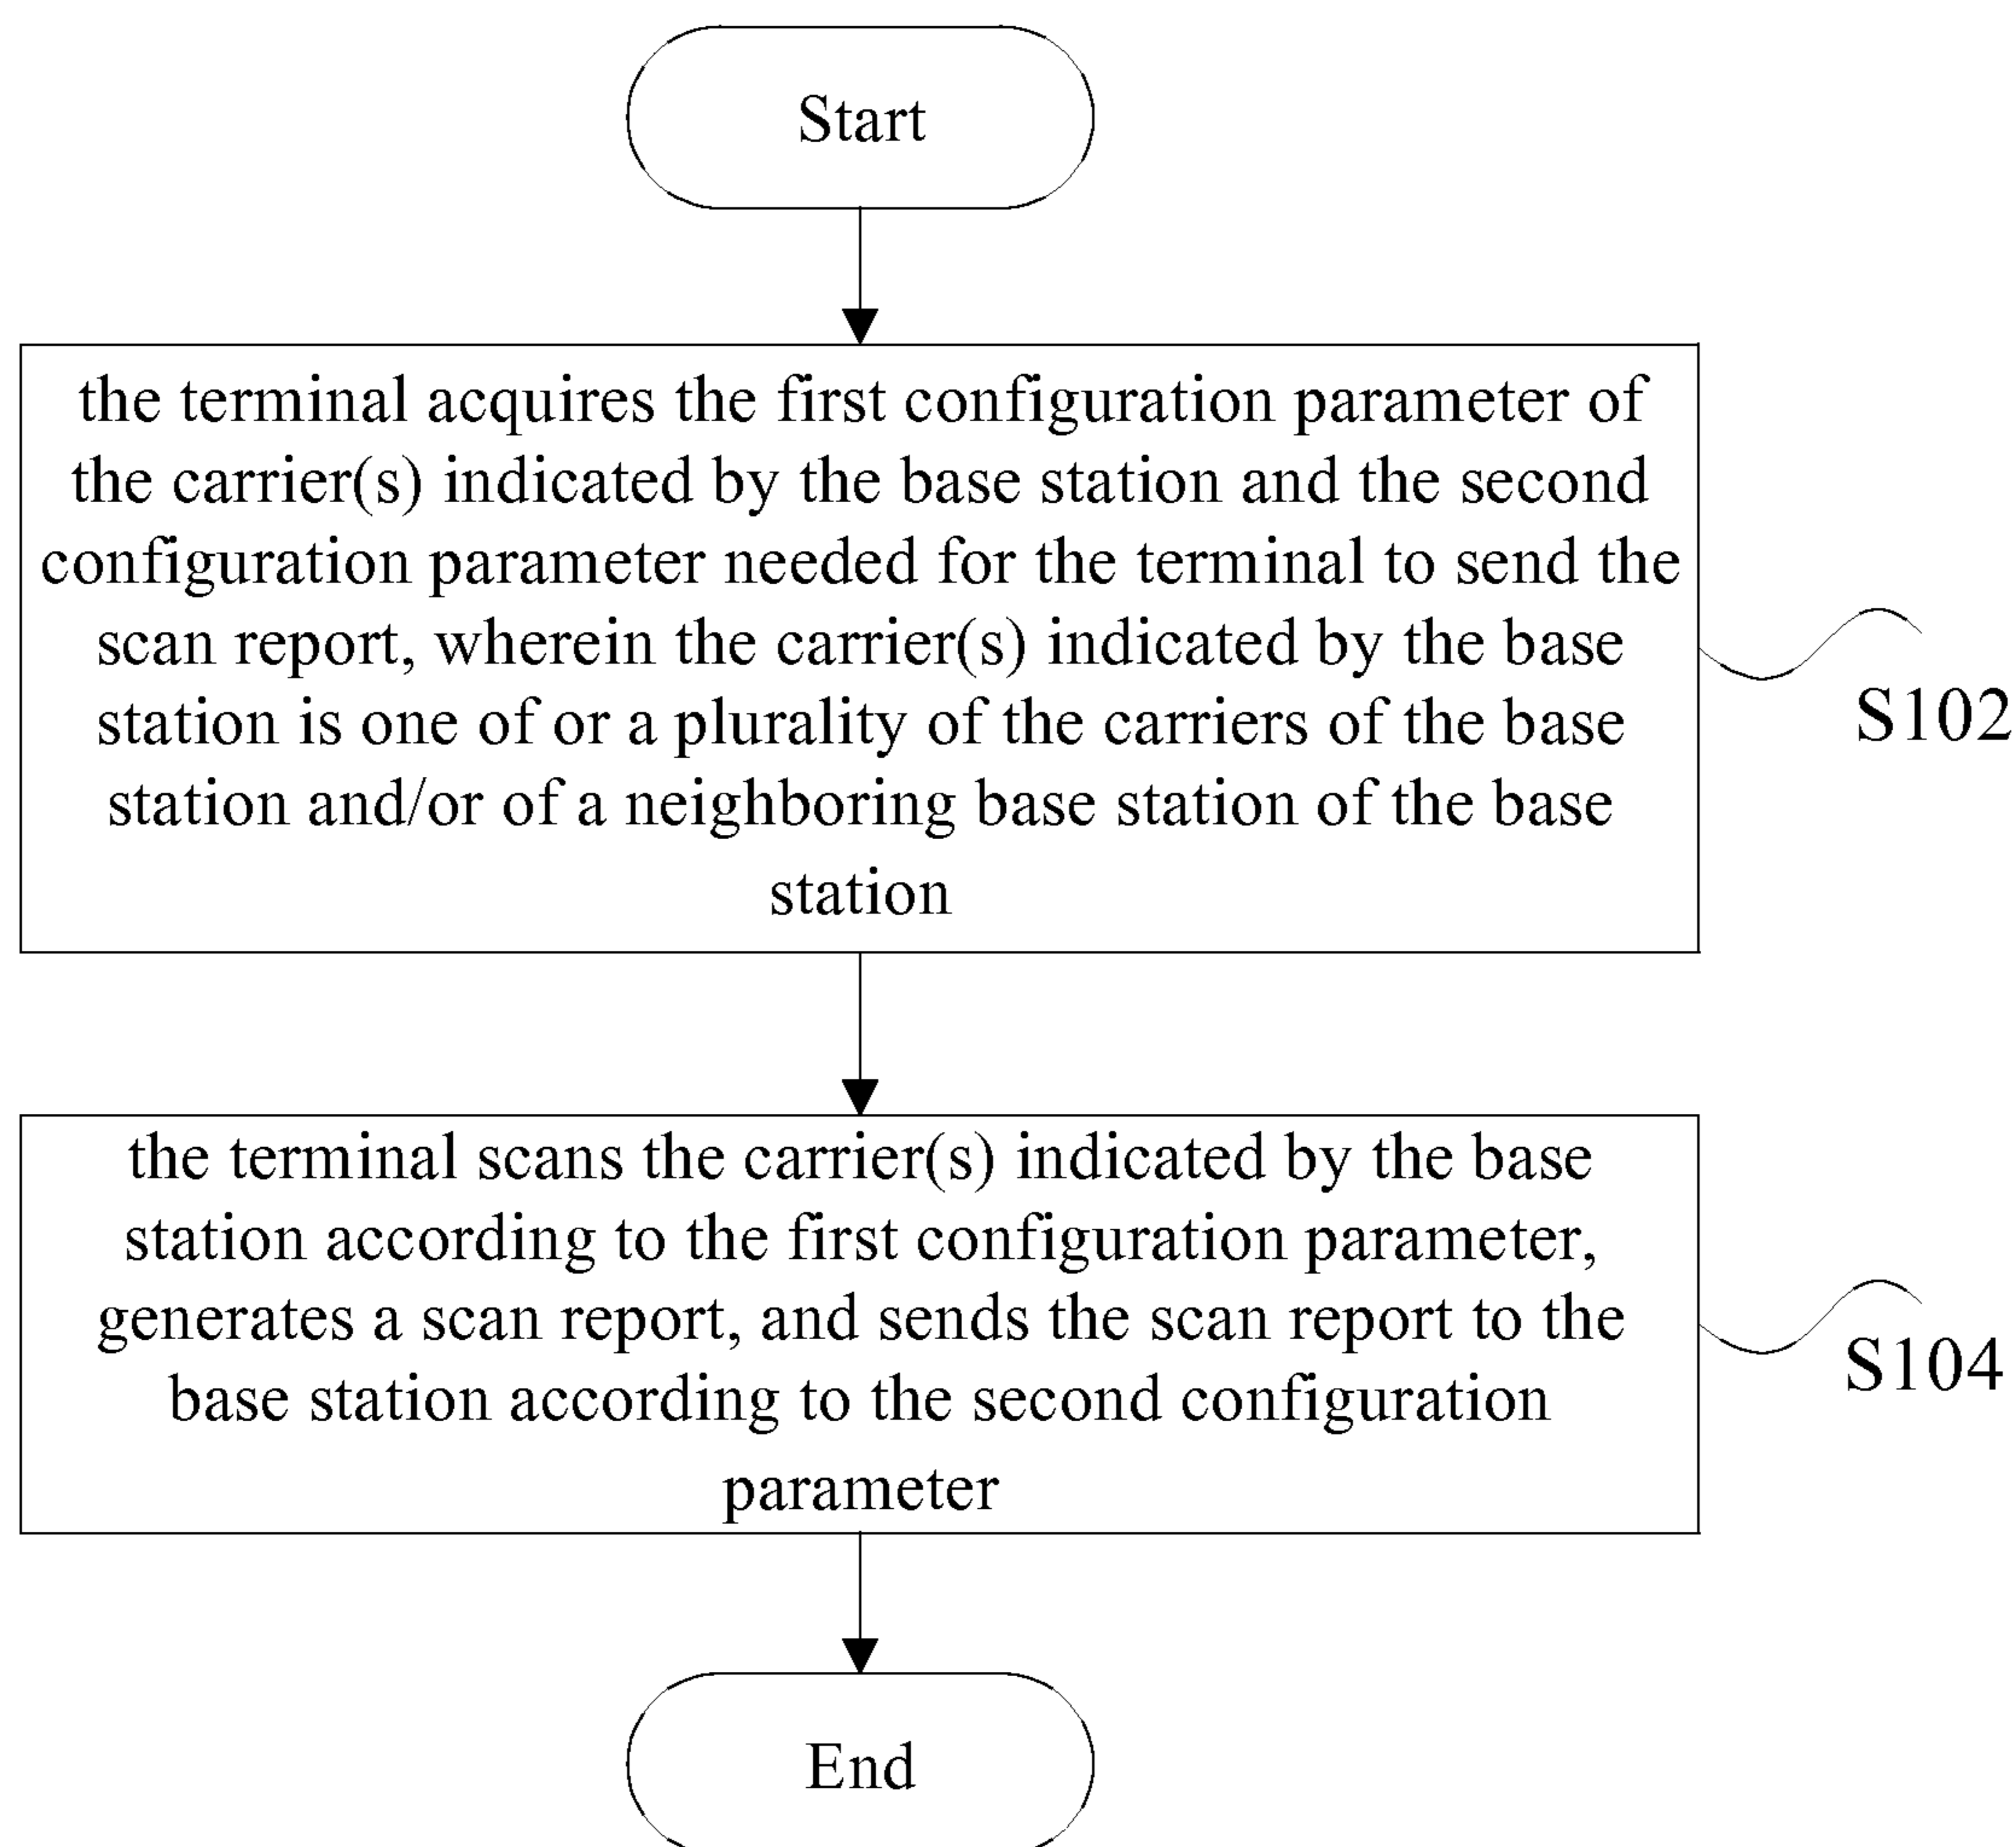 Start
the terminal acquires the first configuration parameter of
the carrier(s) indicated by the base station and the second
configuration parameter needed for the terminal to send the
scan report, wherein the carrier(s) indicated by the base
station is one of or a plurality of the carriers of the base
station and/or of a neighboring base station of the base
station
S102
the terminal scans the carrier(s) indicated by the base
station according to the first configuration parameter,
generates a scan report, and sends the scan report to the
base station according to the second configuration
parameter
S104
End